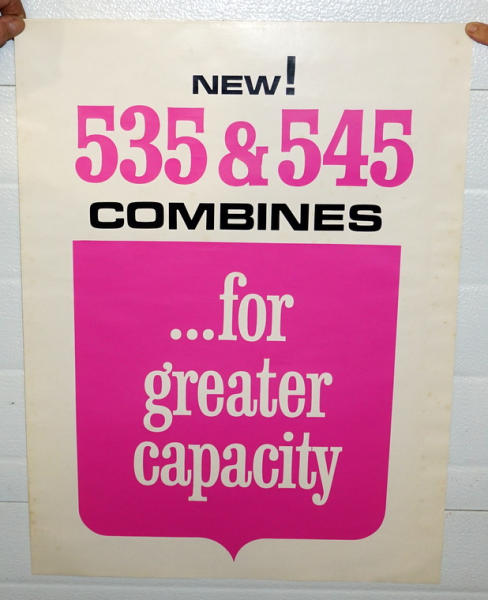 NEW!
535 & 545
COMBINES
...for
greater
capacity